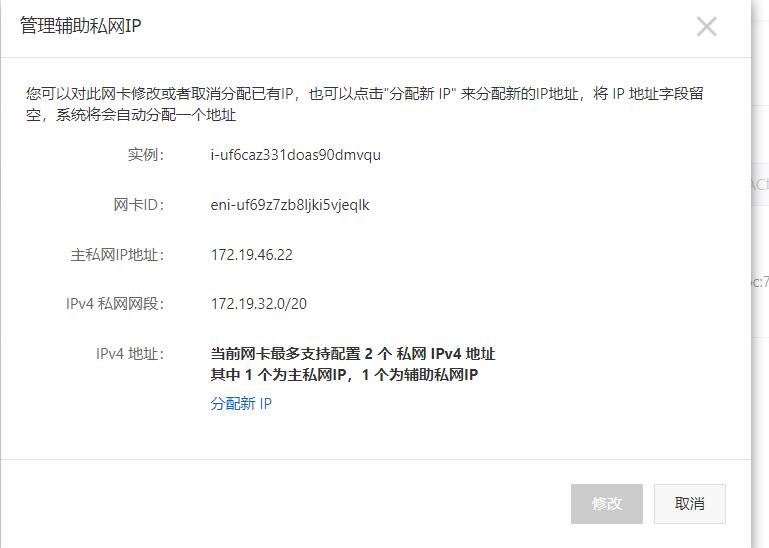 管理辅助私网IP
您可以对此网卡修改或者取消分配已有IP，也可以点击"分配新 IP" 来分配新的IP地址，将 IP 地址字段留
空，系统将会自动分配一个地址
实例： i-uf6caz331doas90dmvqu
网卡ID： eni-uf69z7zb8ljki5vjeqlk
主私网IP地址： 172.19.46.22
IPv4 私网网段： 172.19.32.0/20
IPv4 地址： 当前网卡最多支持配置 2 个 私网 IPv4 地址
其中 1 个为主私网IP，1 个为辅助私网IP
分配新 IP
修改 取消